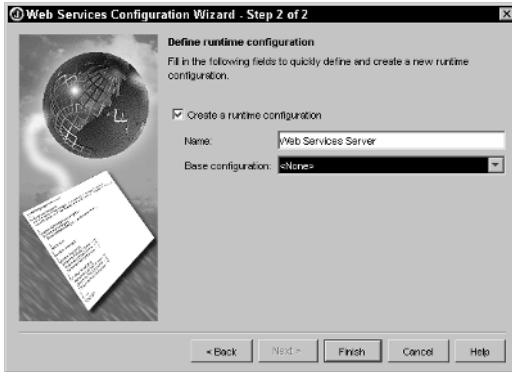 Web Services Configuration Wizard - Step 2 of 2
Define runtime configuration
Fill in the following fields to quickly define and create a new runtime
configuration.
Create a runtime configuration
Name: Web Services Server
Base configuration: <None>
< Back Next > Finish Cancel Help